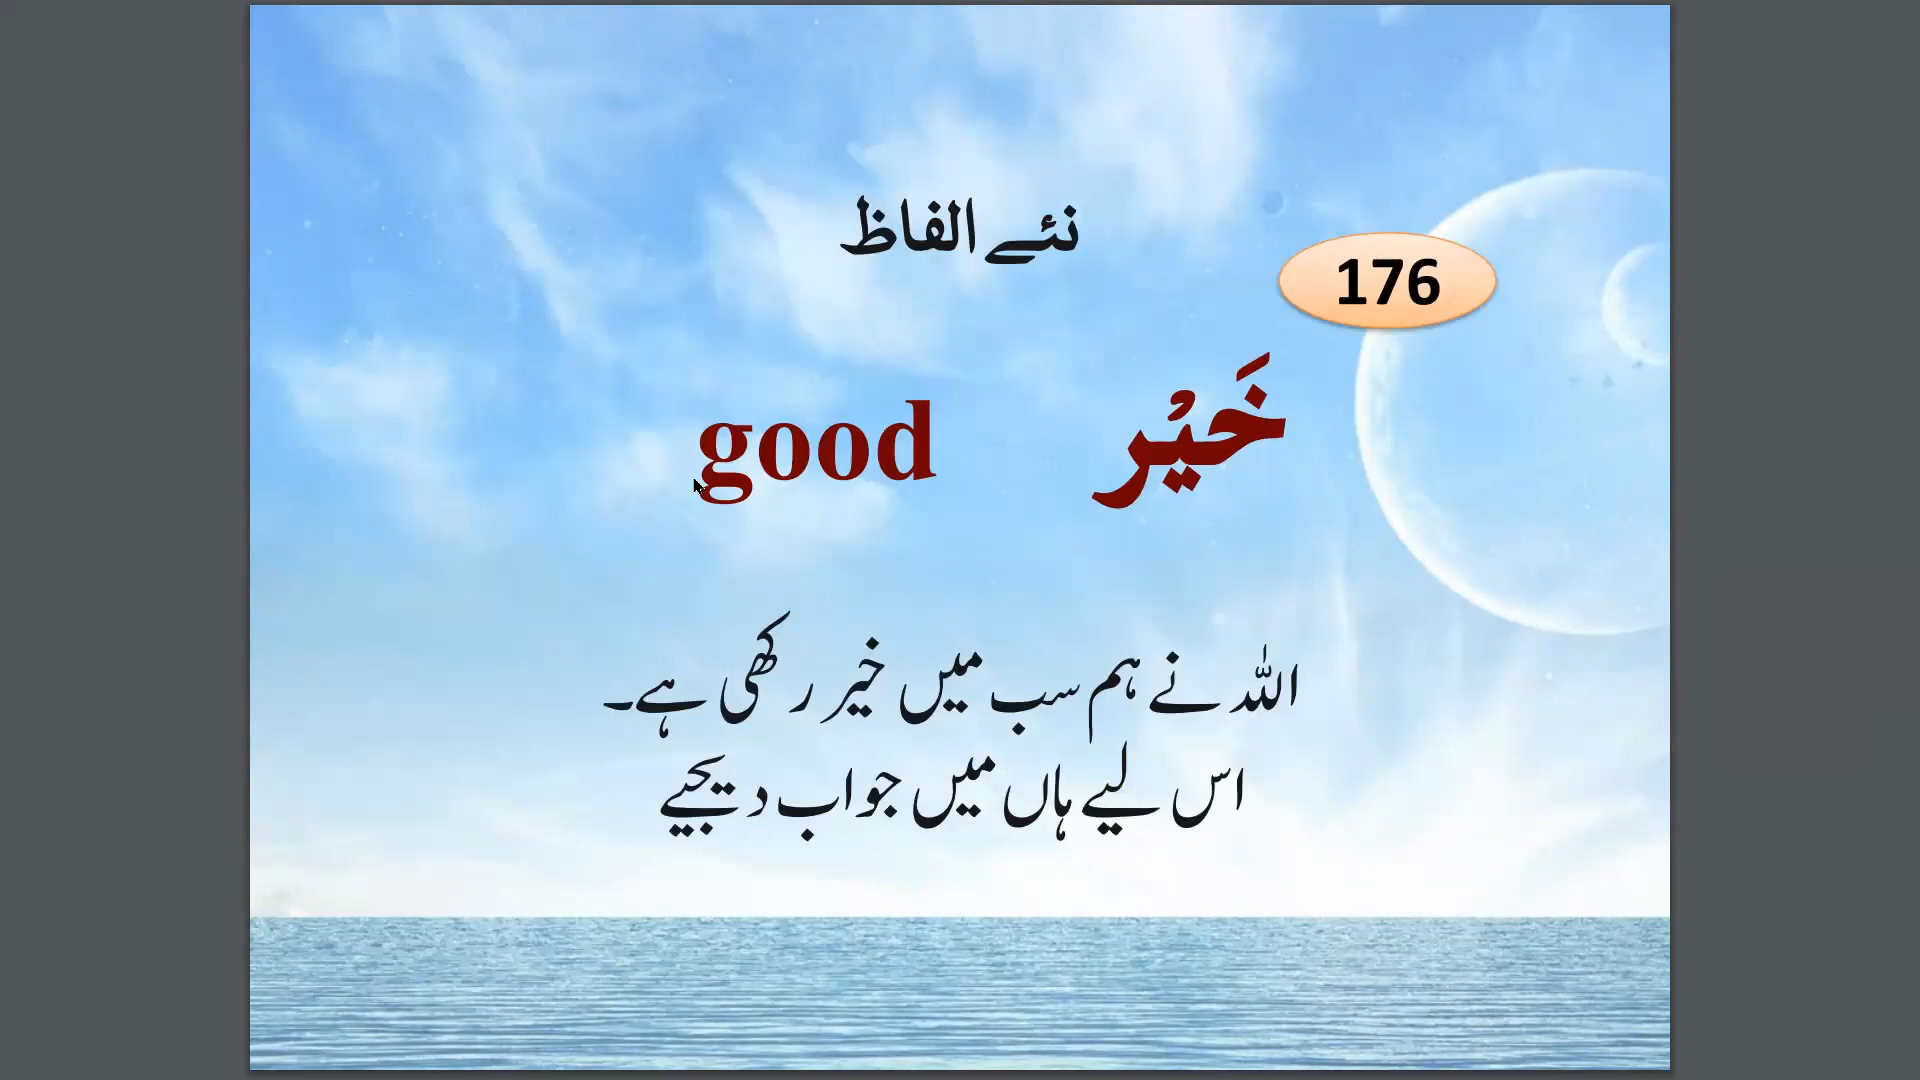 نئے الفاظ
176
خَيْر good
اللہ نے ہم سب میں خیر رکھی ہے۔
اس لیے ہاں میں جواب دیجیے